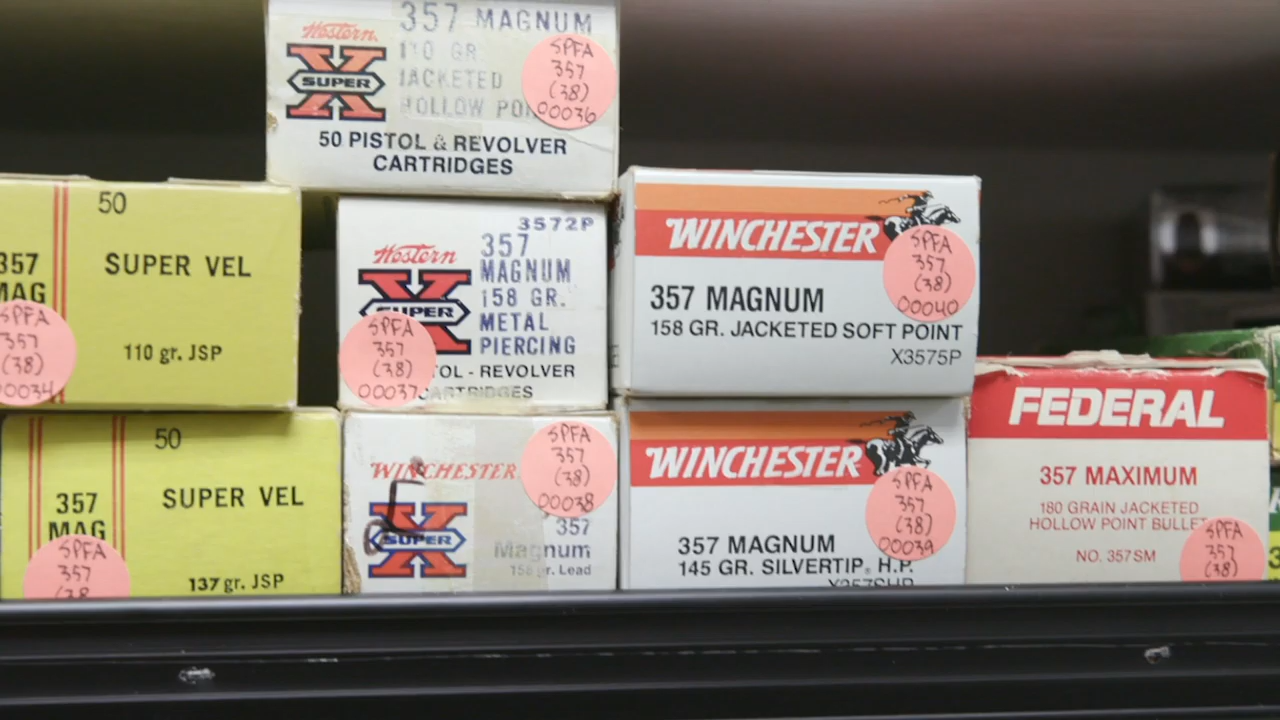 Western
SUPER X
357 MAGNUM
110 GR.
JACKETED
HOLLOW
50 PISTOL & REVOLVER
CARTRIDGES
SPFA
357
(38)
00036
50
SUPER VEL
357
MAG
110 gr. JSP
SPFA
357
(38)
00034
3572P
Western
SUPER X
357
MAGNUM
158 GR.
METAL
PIERCING
- REVOLVER
CARTRIDGES
SPFA
357
(38)
00037
WINCHESTER
357 MAGNUM
158 GR. JACKETED SOFT POINT
X3575P
SPFA
357
(38)
00040
50
SUPER VEL
357
MAG
137 gr. JSP
SPFA
357
(38
WINCHESTER
SUPER X
357
Magnum
158 gr. Lead
SPFA
357
(38)
00038
WINCHESTER
357 MAGNUM
145 GR. SILVERTIP. H.P.
X357SHP
SPFA
357
(38)
00039
FEDERAL
357 MAXIMUM
180 GRAIN JACKETED
HOLLOW POINT BULLET
NO. 357SM
SPFA
357
(38)